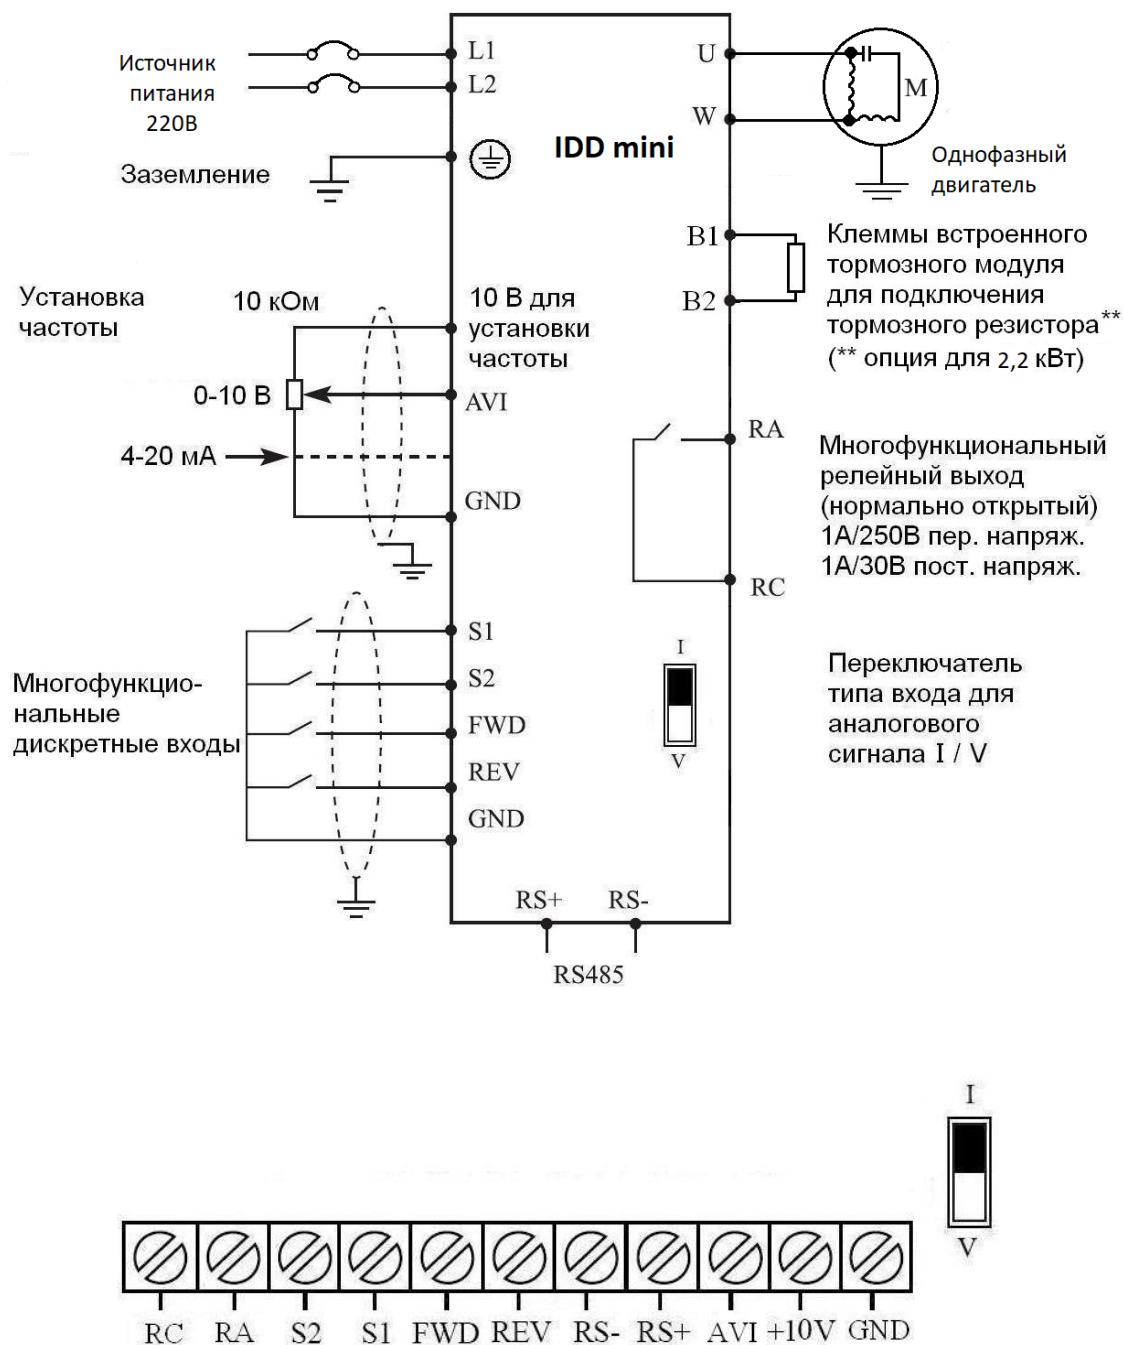 L1
L2
Источник
питания
220В
U
W
M
IDD mini
Заземление
Однофазный
двигатель
B1
B2
Клеммы встроенного
тормозного модуля
для подключения
тормозного резистора**
(** опция для 2,2 кВт)
Установка
частоты
10 кОм
10 В для
установки
частоты
0-10 В
AVI
4-20 мА
GND
RA
RC
Многофункциональный
релейный выход
(нормально открытый)
1А/250В пер. напряж.
1А/30В пост. напряж.
S1
S2
FWD
REV
GND
Многофункцио-
нальные
дискретные входы
I
V
Переключатель
типа входа для
аналогового
сигнала I / V
RS+ RS-
RS485
I
V
RC RA S2 S1 FWD REV RS- RS+ AVI +10V GND